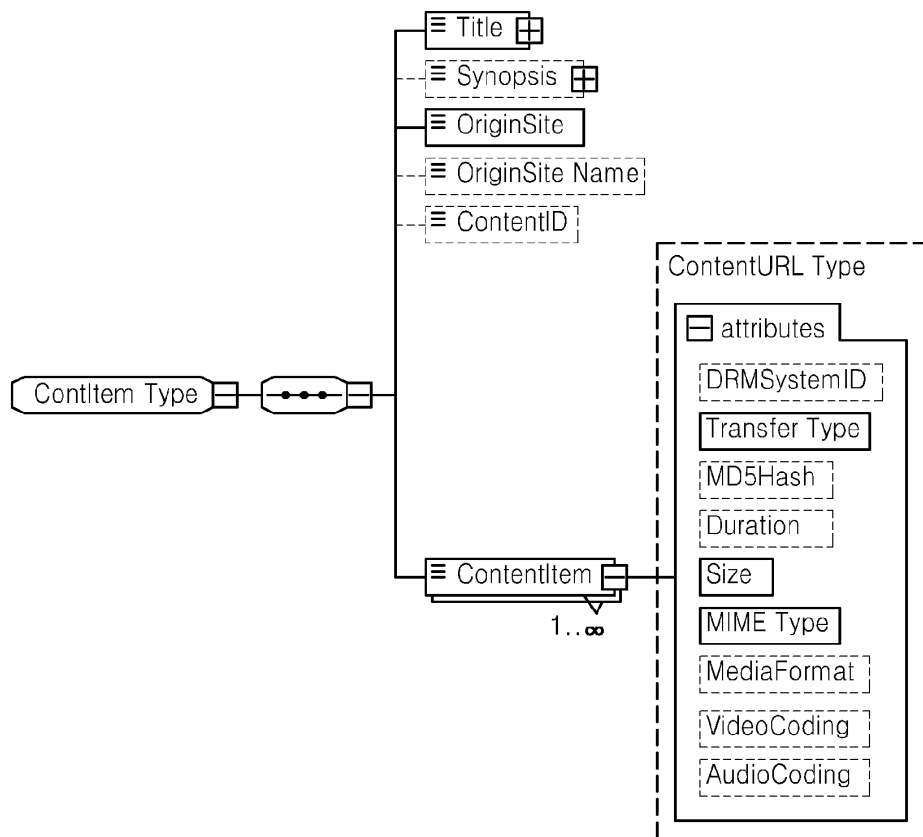 Title
Synopsis
OriginSite
OriginSite Name
ContentID
ContentURL Type
attributes
ContItem Type
DRMSystemID
Transfer Type
MD5Hash
Duration
ContentItem
Size
1..∞
MIME Type
MediaFormat
VideoCoding
AudioCoding